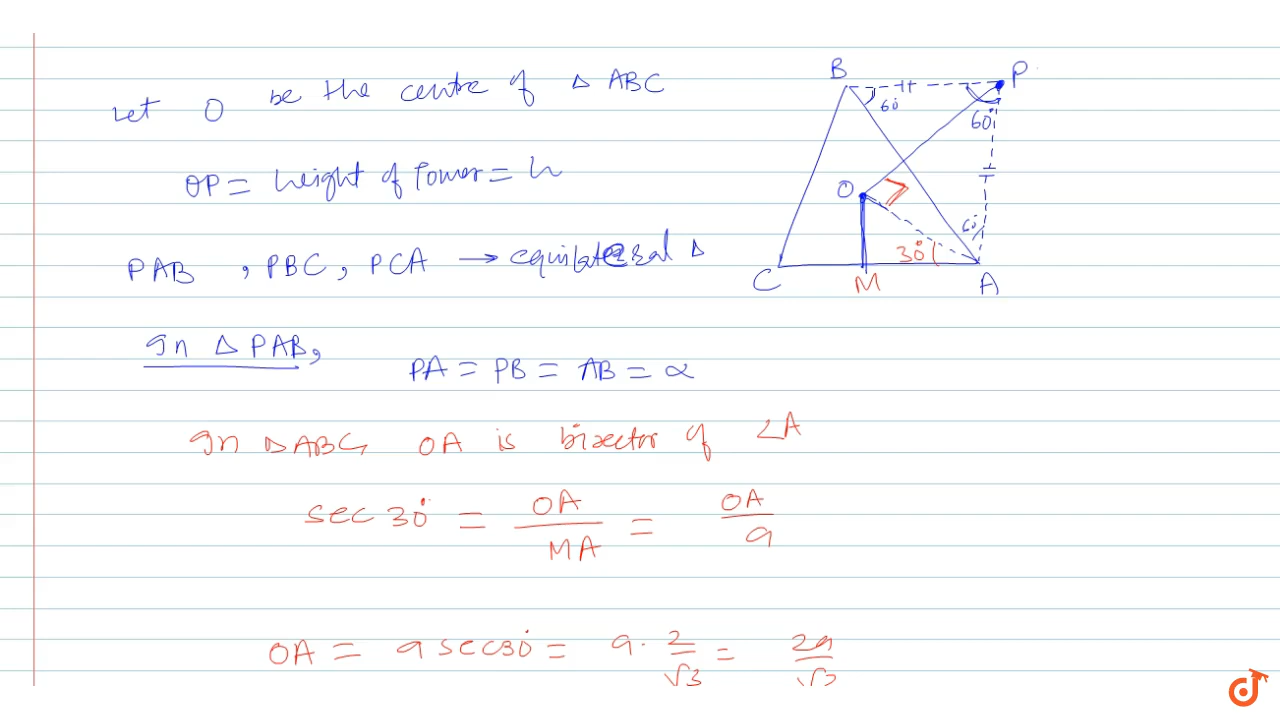 Let O be the centre of Δ ABC
OP = height of Tower = h
PAB, PBC, PCA → equilateral Δ
In Δ PAB,
PA = PB = AB = α
In ΔABC, OA is bisector of ∠A
sec 30° = OA/MA = OA/a
OA = a sec30° = a · 2/√3 = 2a/√3
B
P
60°
60°
O
60°
30°
C
M
A